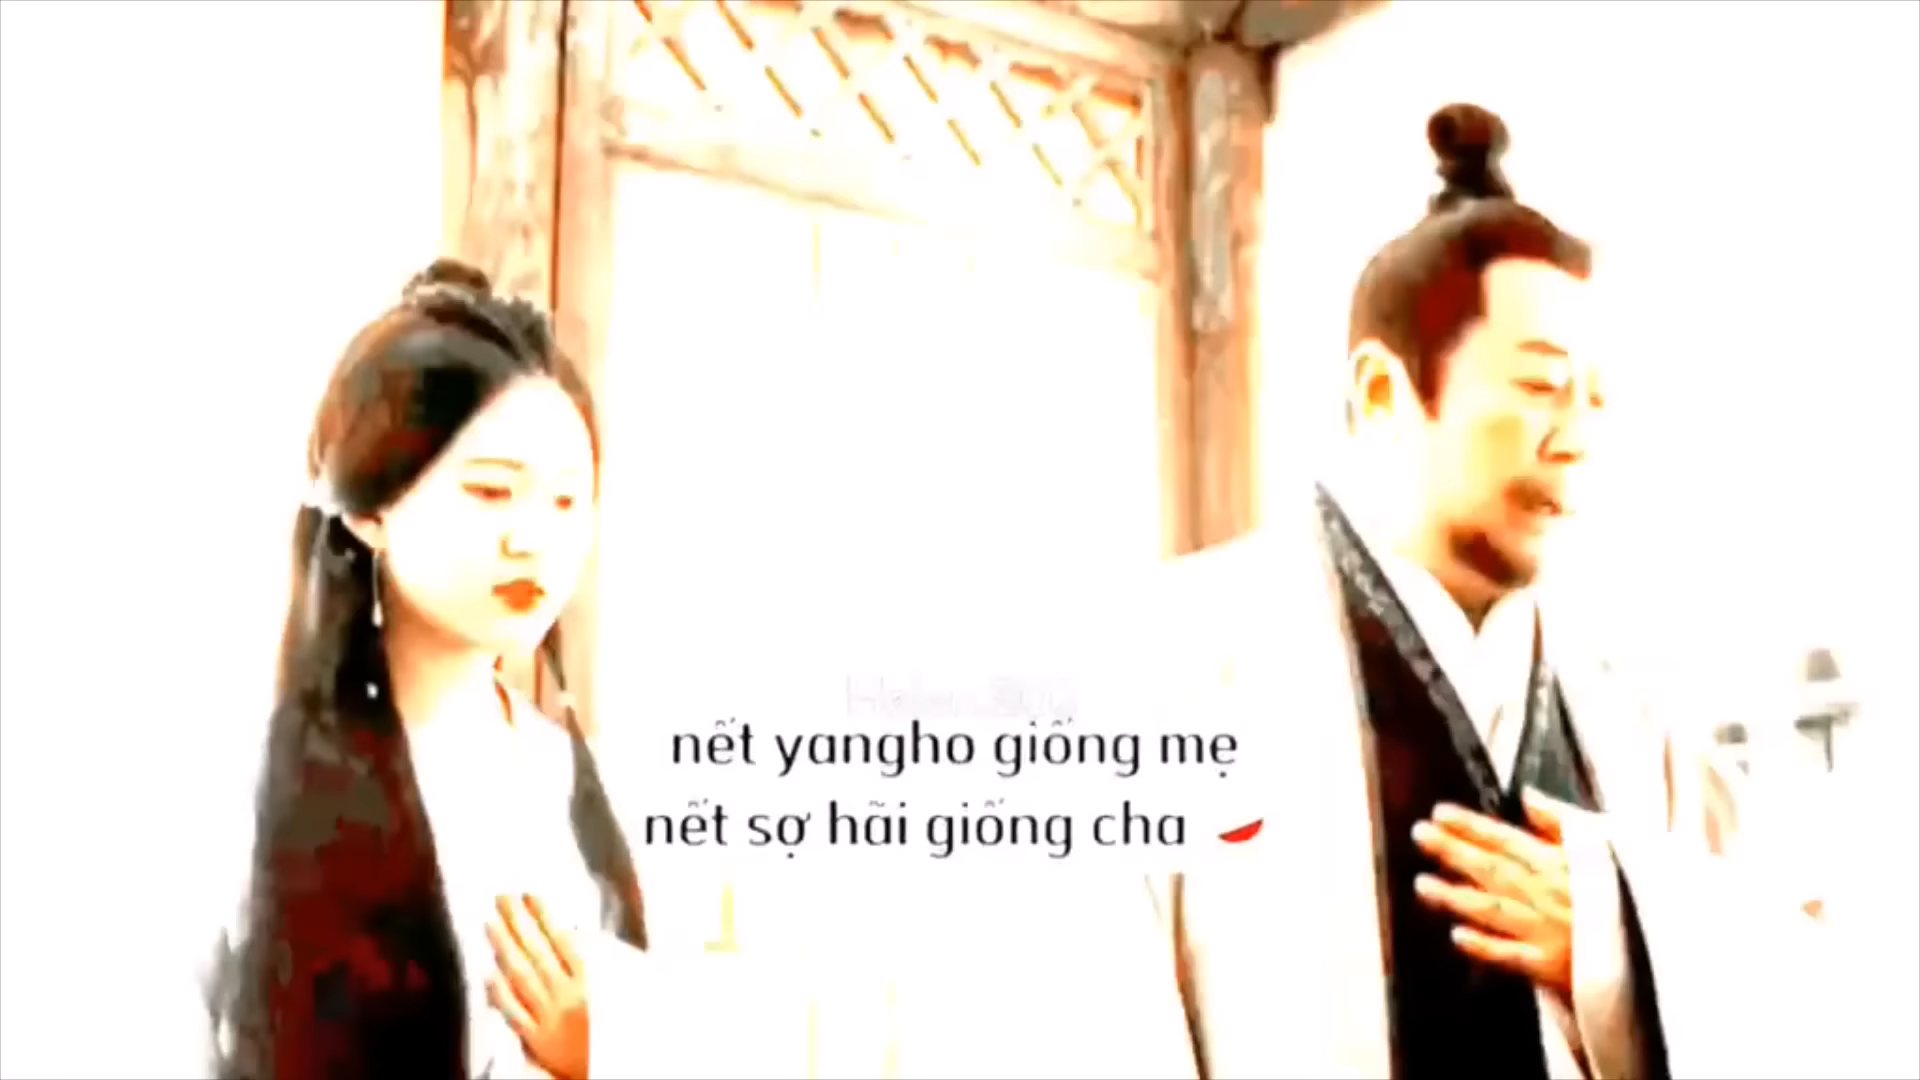 nết yangho giống mẹ
nết sợ hãi giống cha